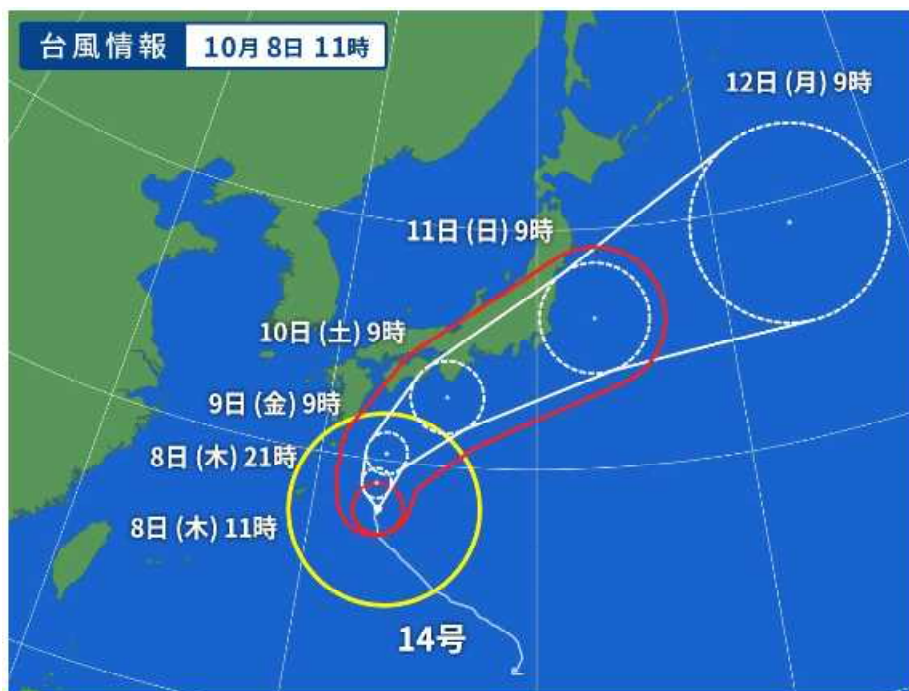 台風情報 10月8日 11時
12日(月)9時
11日(日)9時
10日(土)9時
9日(金)9時
8日(木)21時
8日(木)11時
14号